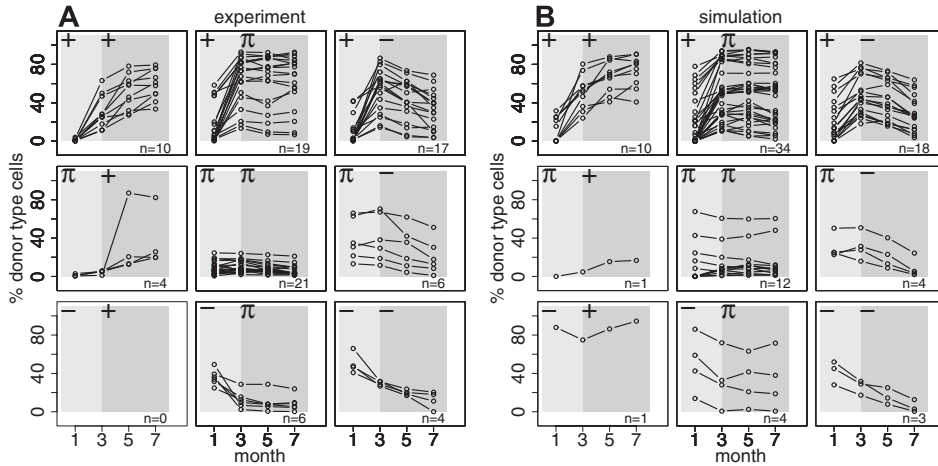 A experiment B simulation
+ + + π + − + + + π + −
80
40
0
n=10 n=19 n=17 n=10 n=34 n=18
π + π π π − π + π π π −
80
40
0
n=4 n=21 n=6 n=1 n=12 n=4
− + − π − − − + − π − −
80
40
0
n=0 n=6 n=4 n=1 n=4 n=3
1 3 5 7 1 3 5 7 1 3 5 7 1 3 5 7 1 3 5 7 1 3 5 7
month month
% donor type cells
80
40
0
80
40
0
80
40
0
% donor type cells